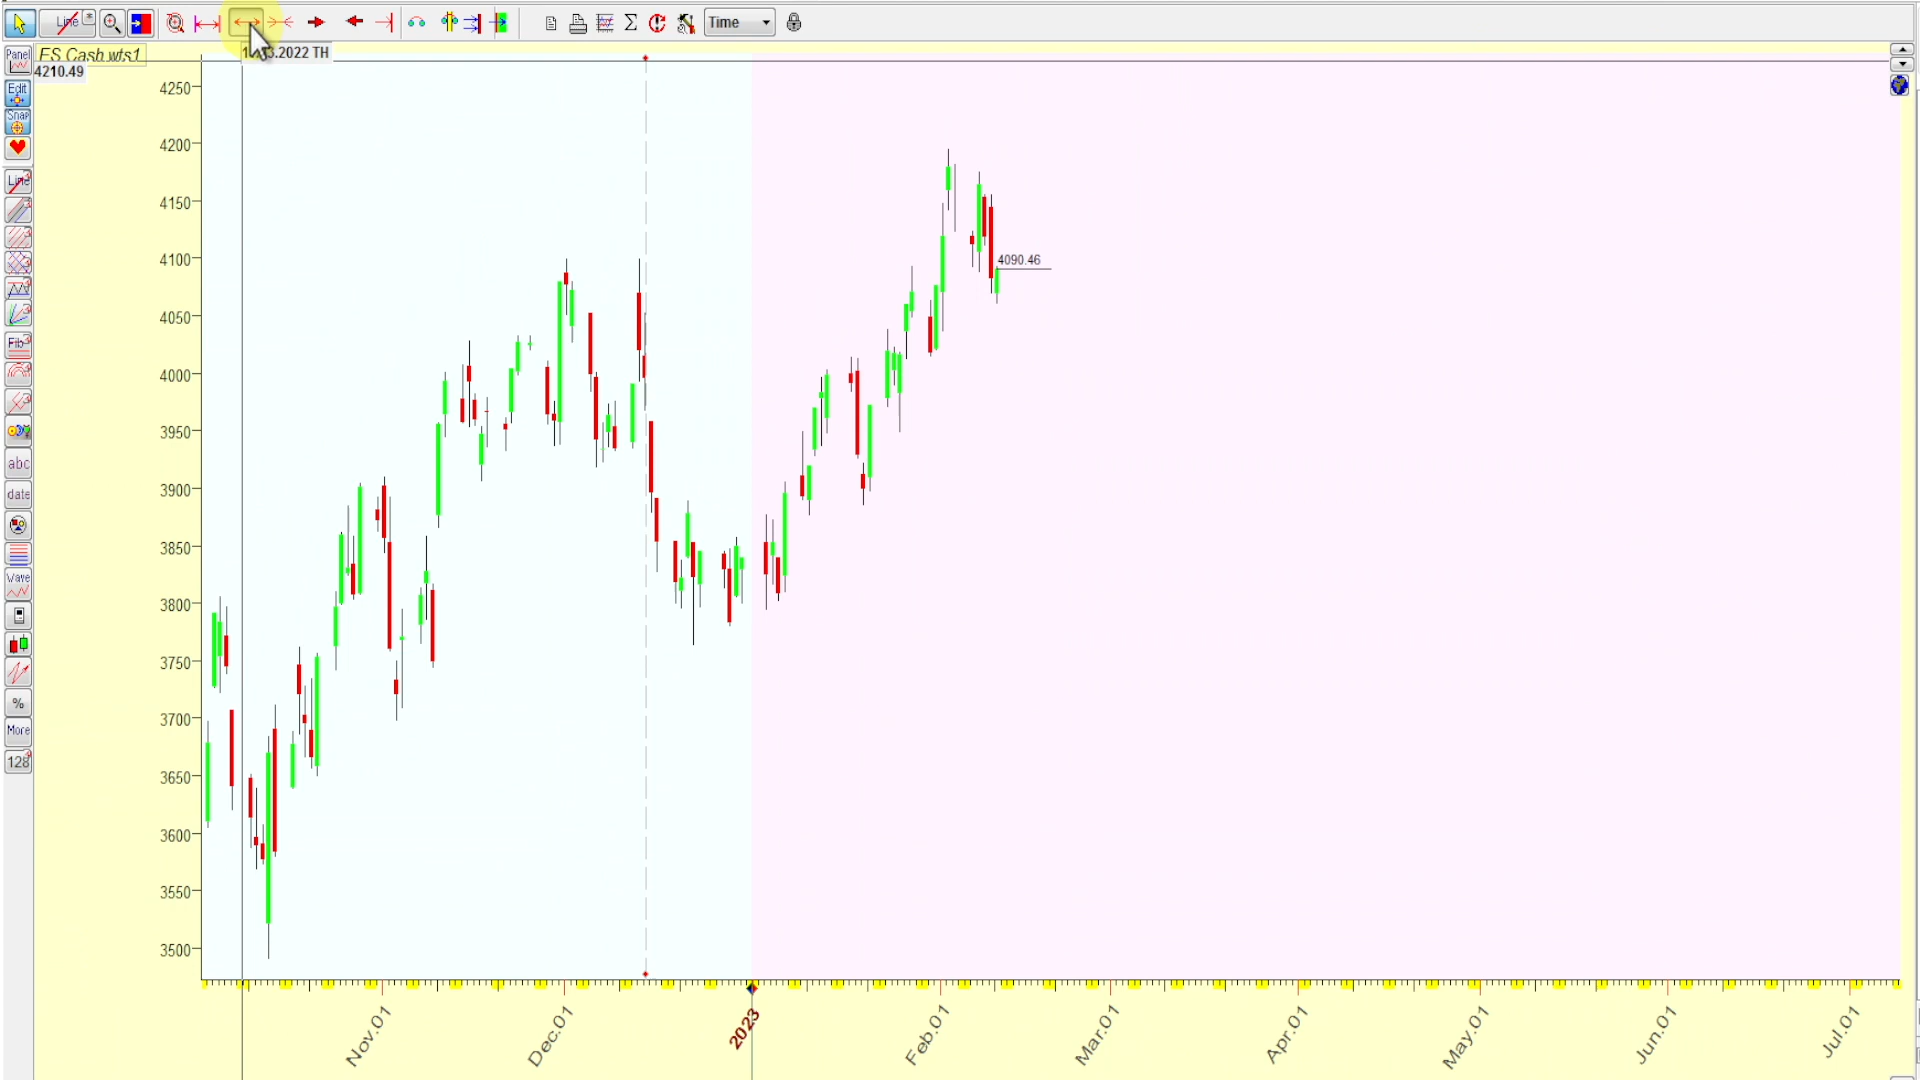 Line
Time
.2022 TH
ES Cash.wts1
4210.49
Panel
Edit
Snap
Line
Fib
abc
date
Wave
%
More
128
4250
4200
4150
4100
4050
4000
3950
3900
3850
3800
3750
3700
3650
3600
3550
3500
4090.46
Nov.01
Dec.01
2023
Feb.01
Mar.01
Apr.01
May.01
Jun.01
Jul.01